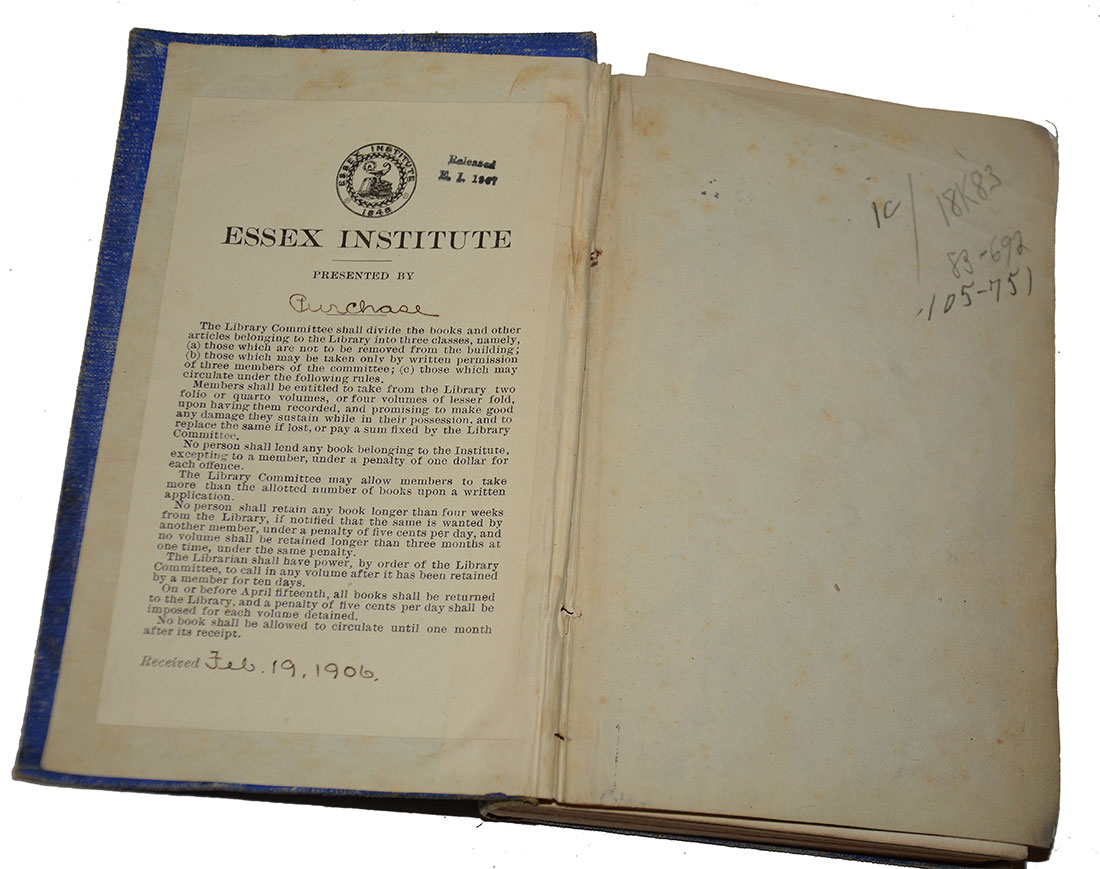 ESSEX INSTITUTE
1848
Released
E. I. 1967
ESSEX INSTITUTE
PRESENTED BY
Purchase
The Library Committee shall divide the books and other
articles belonging to the Library into three classes, namely,
(a) those which are not to be removed from the building;
(b) those which may be taken only by written permission
of three members of the committee; (c) those which may
circulate under the following rules.
Members shall be entitled to take from the Library two
folio or quarto volumes, or four volumes of lesser fold,
upon having them recorded, and promising to make good
any damage they sustain while in their possession, and to
replace the same if lost, or pay a sum fixed by the Library
Committee.
No person shall lend any book belonging to the Institute,
excepting to a member, under a penalty of one dollar for
each offence.
The Library Committee may allow members to take
more than the allotted number of books upon a written
application.
No person shall retain any book longer than four weeks
from the Library, if notified that the same is wanted by
another member, under a penalty of five cents per day, and
no volume shall be retained longer than three months at
one time, under the same penalty.
The Librarian shall have power, by order of the Library
Committee, to call in any volume after it has been retained
by a member for ten days.
On or before April fifteenth, all books shall be returned
to the Library, and a penalty of five cents per day shall be
imposed for each volume detained.
No book shall be allowed to circulate until one month
after its receipt.
Received Feb. 19, 1906.
1C / 18K83
83-692
105-751